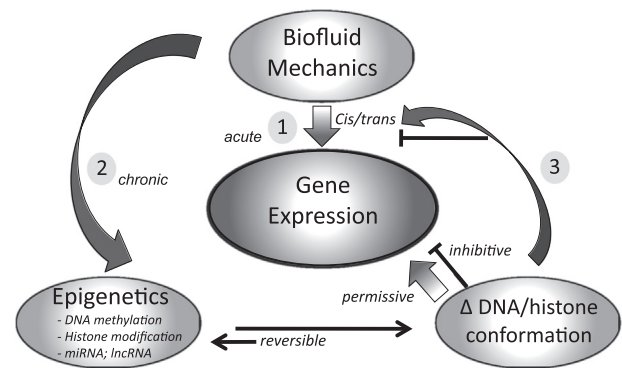 Biofluid
Mechanics
Cis/trans
acute
1
Gene
Expression
2
chronic
3
inhibitive
permissive
Epigenetics
- DNA methylation
- Histone modification
- miRNA; lncRNA
reversible
Δ DNA/histone
conformation